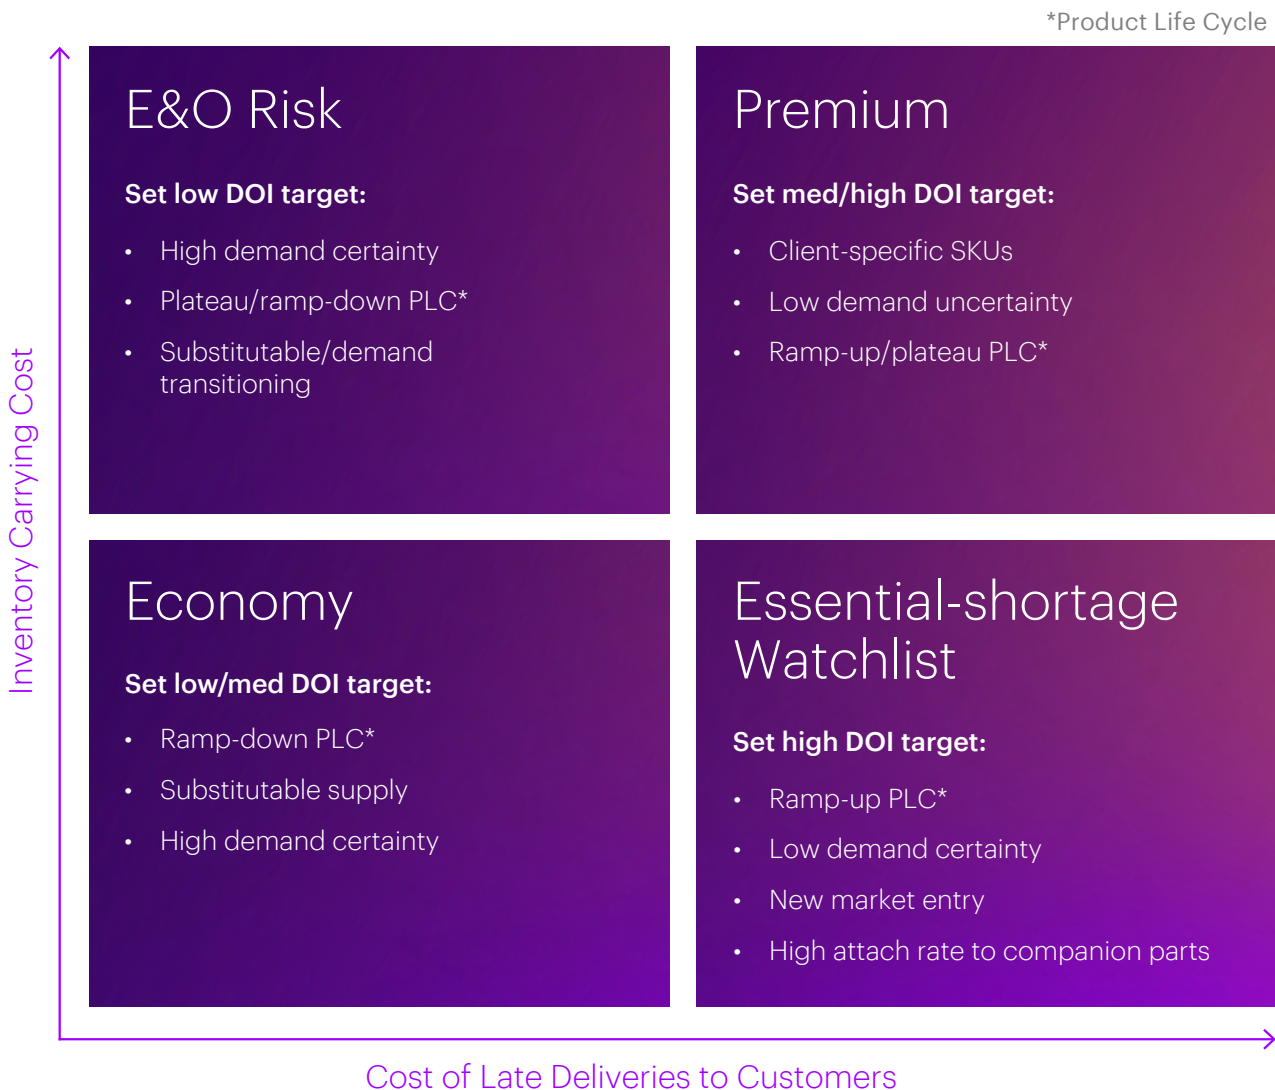 *Product Life Cycle
E&O Risk
Set low DOI target:
• High demand certainty
• Plateau/ramp-down PLC*
• Substitutable/demand
transitioning
Premium
Set med/high DOI target:
• Client-specific SKUs
• Low demand uncertainty
• Ramp-up/plateau PLC*
Inventory Carrying Cost
Economy
Set low/med DOI target:
• Ramp-down PLC*
• Substitutable supply
• High demand certainty
Essential-shortage
Watchlist
Set high DOI target:
• Ramp-up PLC*
• Low demand certainty
• New market entry
• High attach rate to companion parts
Cost of Late Deliveries to Customers